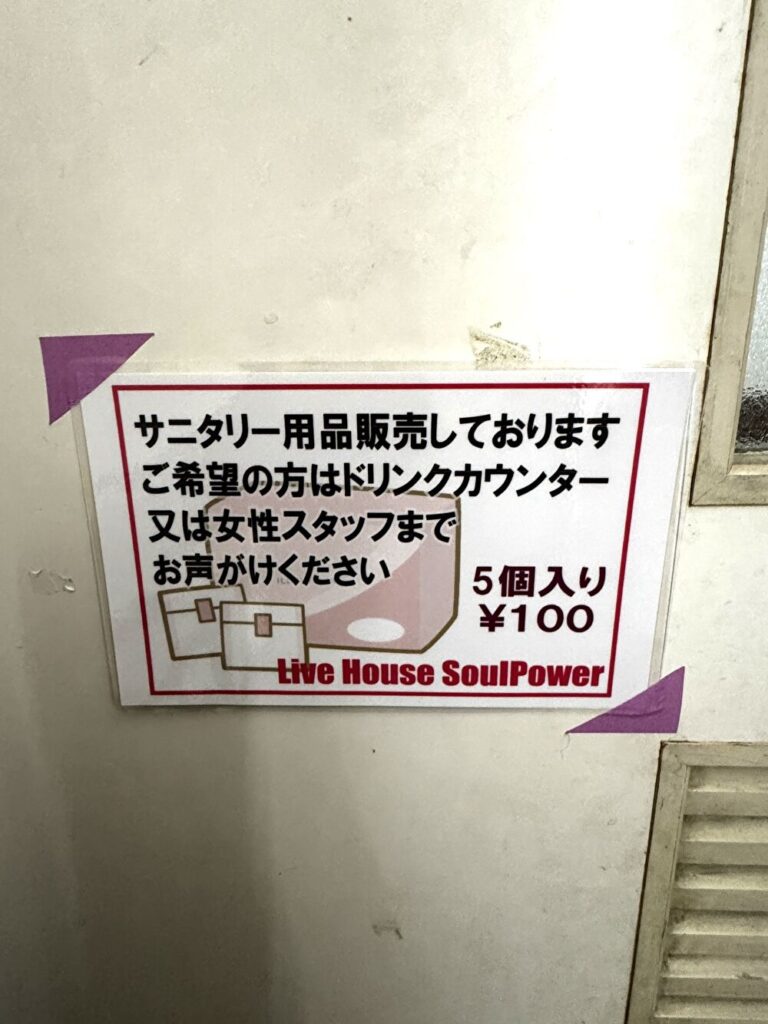 サニタリー用品販売しております
ご希望の方はドリンクカウンター
又は女性スタッフまで
お声がけください
5個入り
¥100
Live House SoulPower